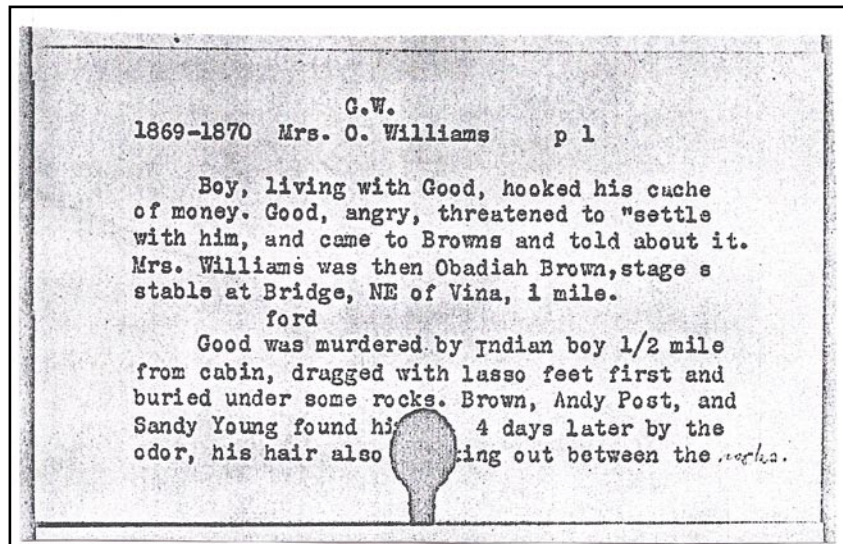 G.W.
1869-1870 Mrs. O. Williams p 1
Boy, living with Good, hooked his cache
of money. Good, angry, threatened to "settle
with him, and came to Browns and told about it.
Mrs. Williams was then Obadiah Brown,stage s
stable at Bridge, NE of Vina, 1 mile.
ford
Good was murdered by Indian boy 1/2 mile
from cabin, dragged with lasso feet first and
buried under some rocks. Brown, Andy Post, and
Sandy Young found hi 4 days later by the
odor, his hair also ing out between the rocks.